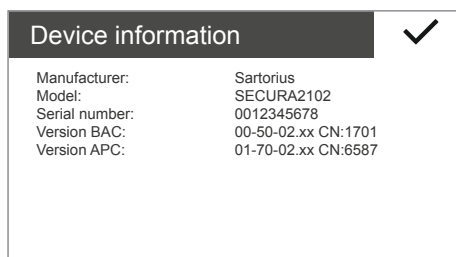 Device information
Manufacturer: Sartorius
Model: SECURA2102
Serial number: 0012345678
Version BAC: 00-50-02.xx CN:1701
Version APC: 01-70-02.xx CN:6587